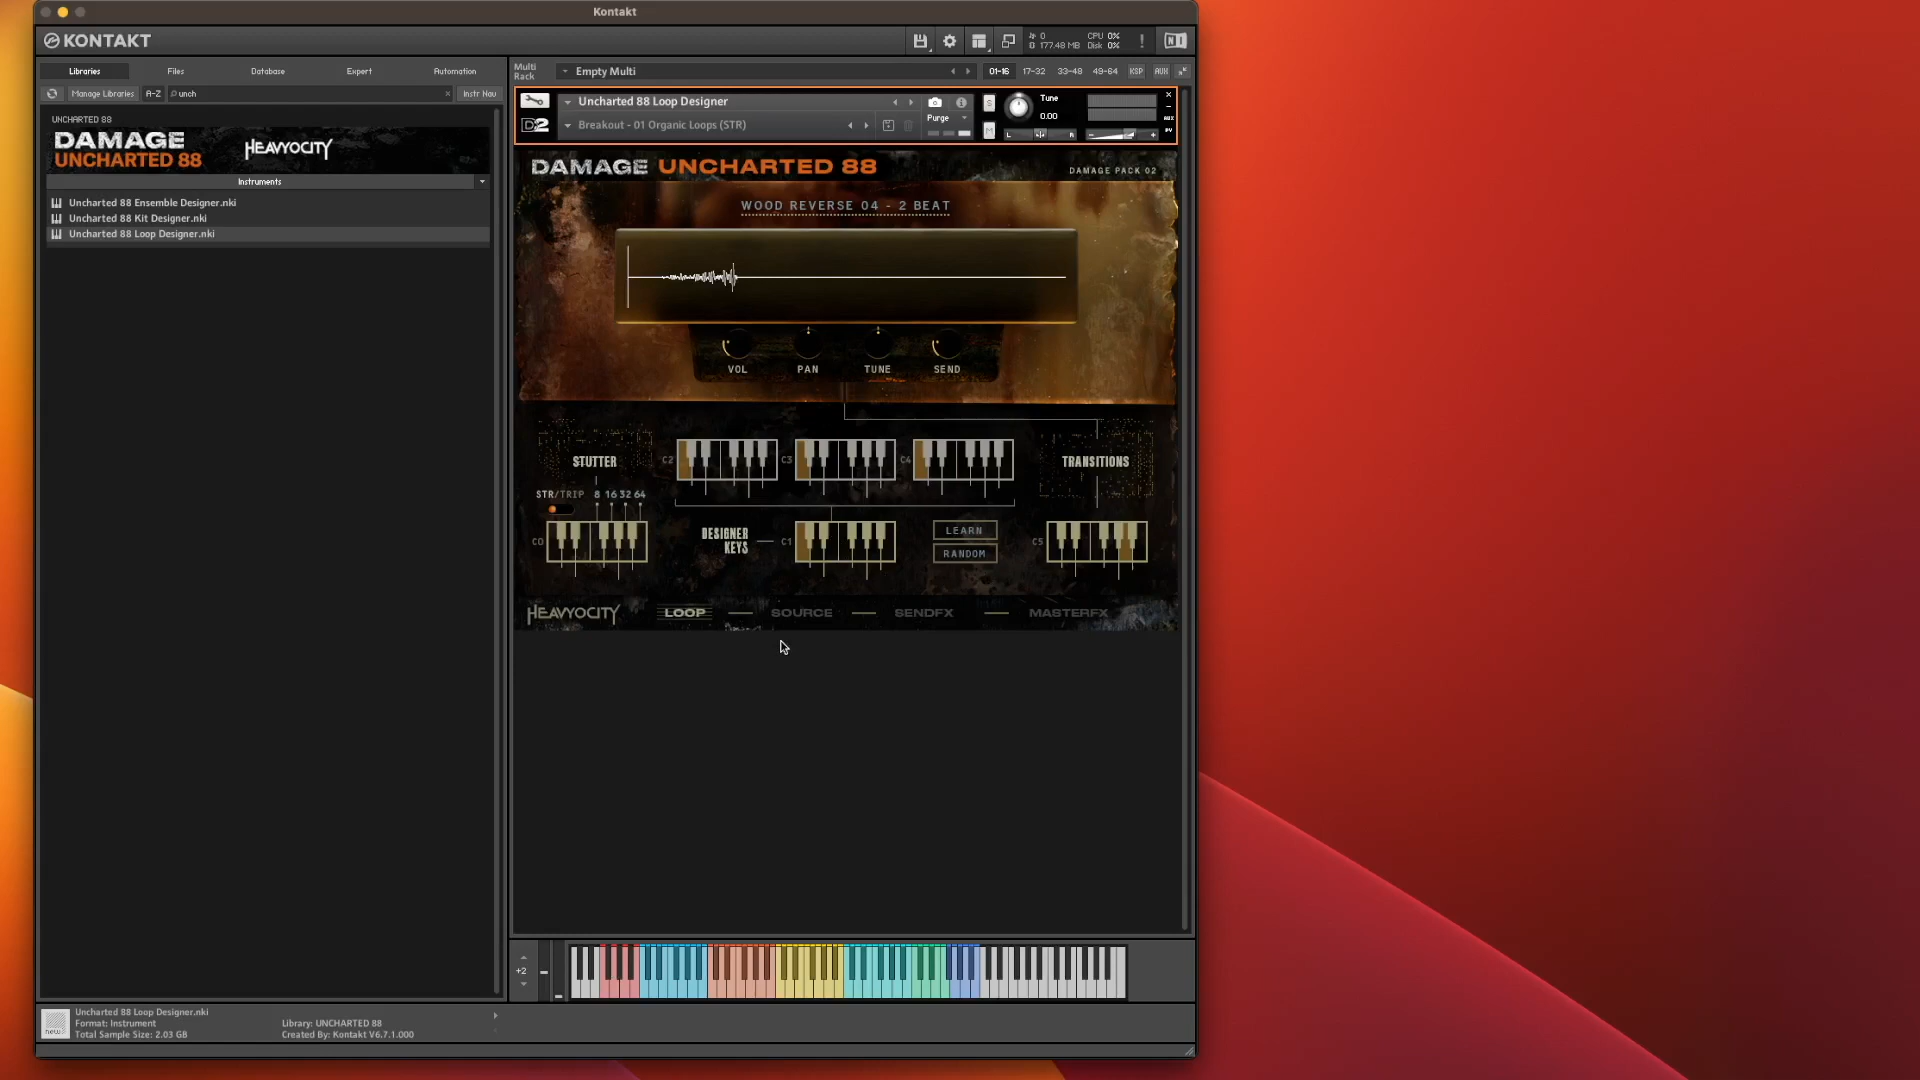 Kontakt
KONTAKT
0
177.48 MB
CPU 0%
Disk 0%
!
NI
Libraries
Files
Database
Expert
Automation
Manage Libraries
A-Z
unch
×
Instr Nav
UNCHARTED 88
DAMAGE
UNCHARTED 88
HEAVYOCITY
Instruments
Uncharted 88 Ensemble Designer.nki
Uncharted 88 Kit Designer.nki
Uncharted 88 Loop Designer.nki
Multi
Rack
Empty Multi
01-16
17-32
33-48
49-64
KSP
AUX
Uncharted 88 Loop Designer
D2
Breakout - 01 Organic Loops (STR)
Purge
S
M
Tune
0.00
L
R
-
+
×
-
AUX
PV
DAMAGE UNCHARTED 88
DAMAGE PACK 02
WOOD REVERSE 04 - 2 BEAT
VOL
PAN
TUNE
SEND
STUTTER
C2
C3
C4
TRANSITIONS
STR/TRIP
8 16 32 64
C0
DESIGNER
KEYS
C1
LEARN
RANDOM
C5
HEAVYOCITY
LOOP
SOURCE
SENDFX
MASTERFX
+2
new
Uncharted 88 Loop Designer.nki
Format: Instrument
Total Sample Size: 2.03 GB
Library: UNCHARTED 88
Created By: Kontakt V6.7.1.000